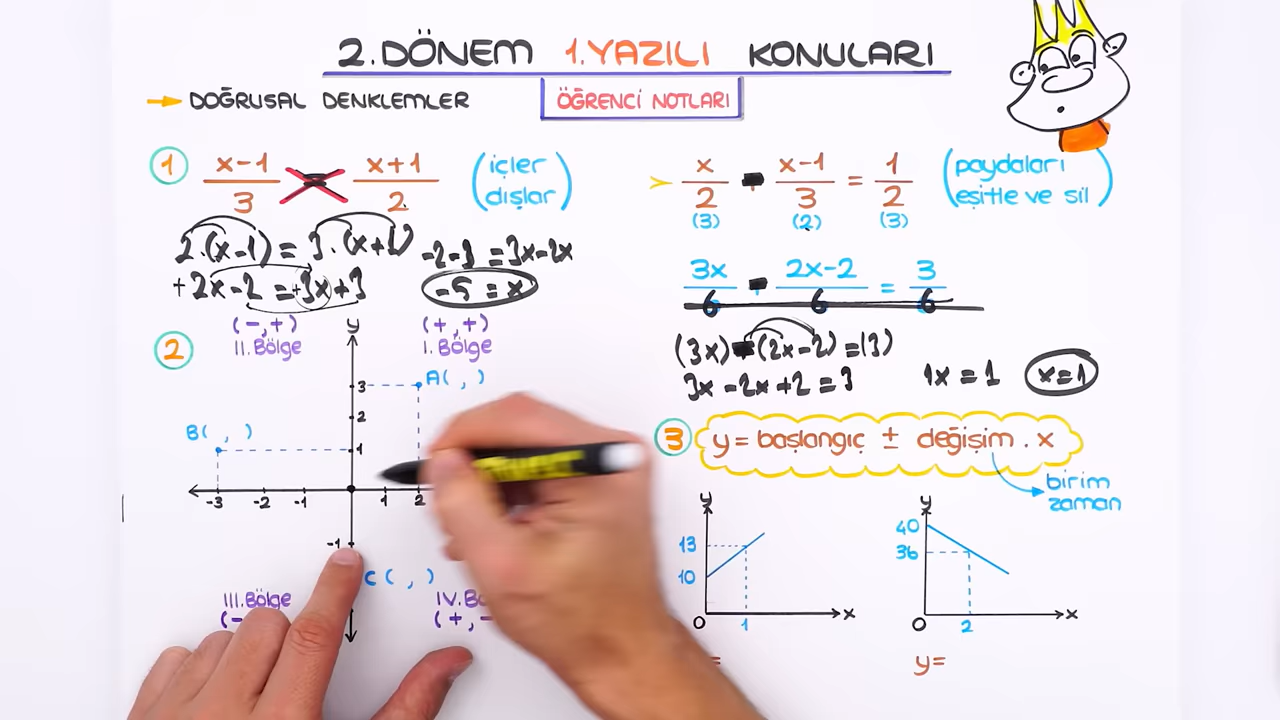 2.DÖNEM 1.YAZILI KONULARI
→ DOĞRUSAL DENKLEMLER
ÖĞRENCİ NOTLARI
1
x-1/3 x+1/2
(içler dışlar)
2.(x-1) = 3.(x+1)
+2x-2 = +3x+3
-2-3 = 3x-2x
-5 = x
x/2 - x-1/3 = 1/2
(3) (2) (3)
(paydaları eşitle ve sil)
3x/6 - 2x-2/6 = 3/6
(3x) - (2x-2) = (3)
3x-2x+2 = 3
1x = 1
x=1
2
(-,+)
II.Bölge
(+,+)
I.Bölge
y
A( , )
B( , )
3
2
1
-3 -2 -1 1 2
-1
C( , )
III.Bölge
(-
IV.
(+,-
3
y = başlangıç ± değişim . x
birim zaman
y
13
10
0
1
x
y=
y
40
36
0
2
x
y=